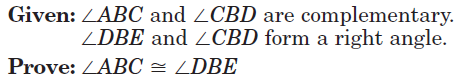 Given: ∠ABC and ∠CBD are complementary.
∠DBE and ∠CBD form a right angle.
Prove: ∠ABC ≅ ∠DBE